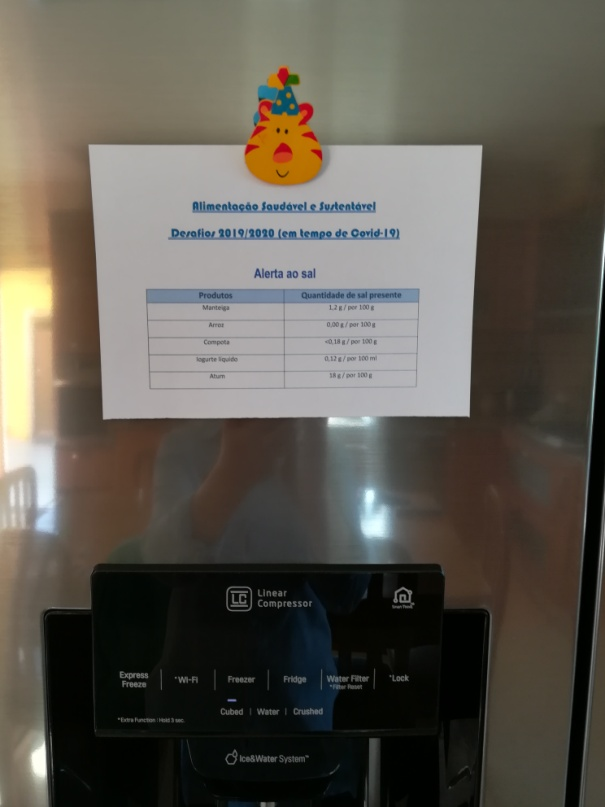 Alimentação Saudável e Sustentável
Desafios 2019/2020 (em tempo de Covid-19)
Alerta ao sal
Produtos Quantidade de sal presente
Manteiga 1,2 g / por 100 g
Arroz 0,00 g / por 100 g
Compota <0,18 g / por 100 g
Iogurte líquido 0,12 g / por 100 ml
Atum 18 g / por 100 g
LC Linear
Compressor
Express
Freeze
*Wi-Fi
Freezer
Fridge
Water Filter
*Filter Reset
*Lock
Cubed | Water | Crushed
*Extra Function : Hold 3 sec.
Ice&Water System™